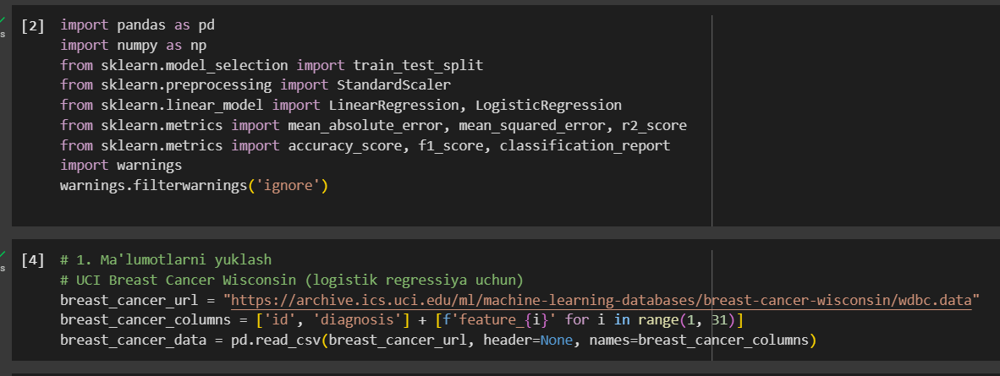 [2] import pandas as pd
import numpy as np
from sklearn.model_selection import train_test_split
from sklearn.preprocessing import StandardScaler
from sklearn.linear_model import LinearRegression, LogisticRegression
from sklearn.metrics import mean_absolute_error, mean_squared_error, r2_score
from sklearn.metrics import accuracy_score, f1_score, classification_report
import warnings
warnings.filterwarnings('ignore')
[4] # 1. Ma'lumotlarni yuklash
# UCI Breast Cancer Wisconsin (logistik regressiya uchun)
breast_cancer_url = "https://archive.ics.uci.edu/ml/machine-learning-databases/breast-cancer-wisconsin/wdbc.data"
breast_cancer_columns = ['id', 'diagnosis'] + [f'feature_{i}' for i in range(1, 31)]
breast_cancer_data = pd.read_csv(breast_cancer_url, header=None, names=breast_cancer_columns)